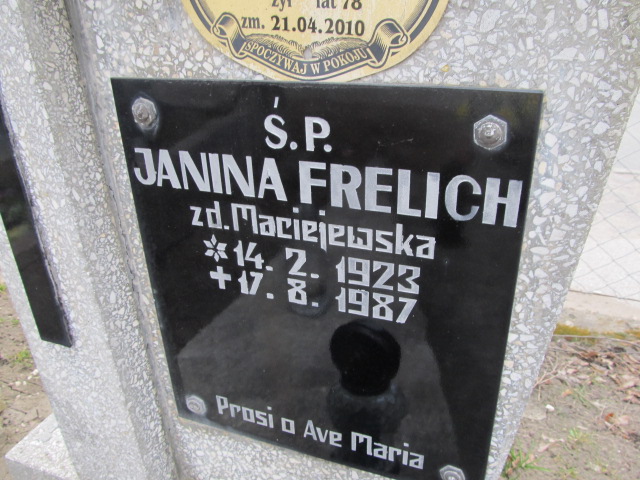 żył lat 78
zm. 21.04.2010
SPOCZYWAJ W POKOJU
Ś.P.
JANINA FRELICH
zd. Maciejewska
* 14. 2. 1923
+ 17. 8. 1987
Prosi o Ave Maria